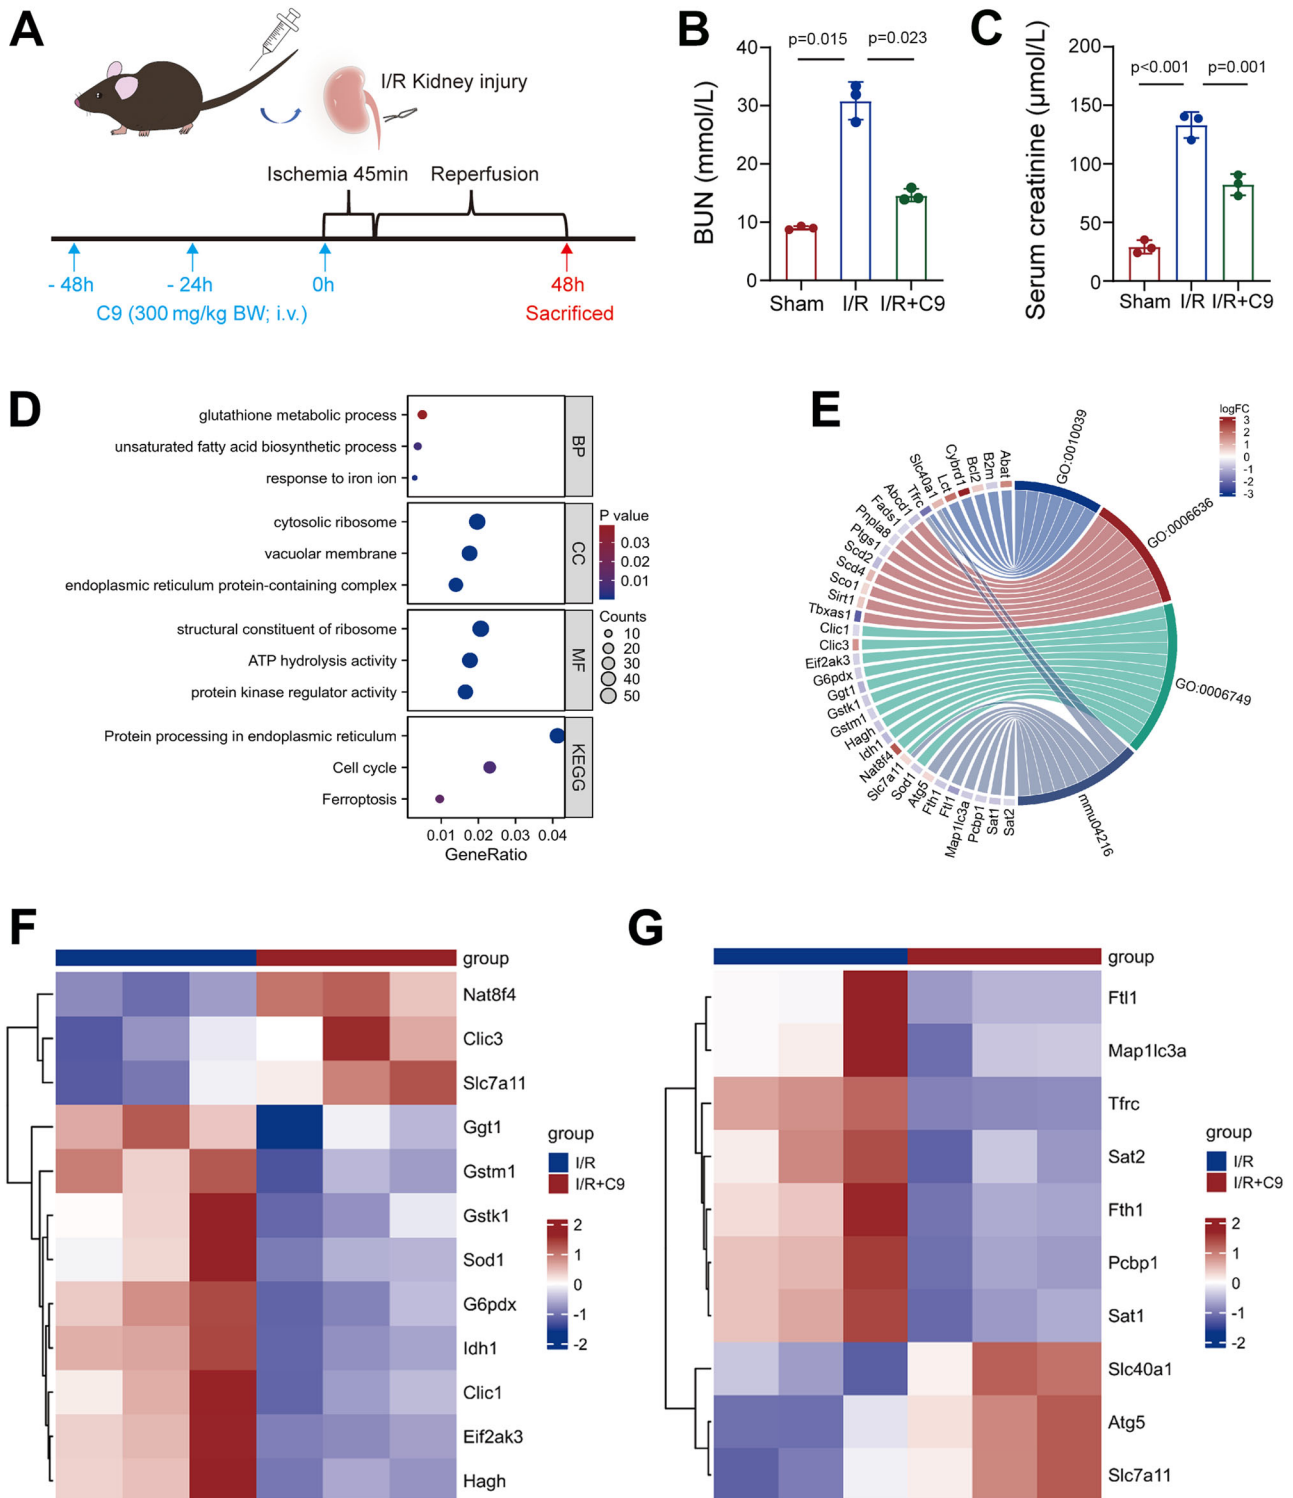 A
I/R Kidney injury
Ischemia 45min
Reperfusion
- 48h
- 24h
0h
48h
C9 (300 mg/kg BW; i.v.)
Sacrificed
B
BUN (mmol/L)
40
30
20
10
0
p=0.015
p=0.023
Sham
I/R
I/R+C9
C
Serum creatinine (μmol/L)
200
150
100
50
0
p<0.001
p=0.001
Sham
I/R
I/R+C9
D
glutathione metabolic process
unsaturated fatty acid biosynthetic process
response to iron ion
BP
cytosolic ribosome
vacuolar membrane
endoplasmic reticulum protein-containing complex
CC
structural constituent of ribosome
ATP hydrolysis activity
protein kinase regulator activity
MF
Protein processing in endoplasmic reticulum
Cell cycle
Ferroptosis
KEGG
0.01
0.02
0.03
0.04
GeneRatio
P value
0.03
0.02
0.01
Counts
10
20
30
40
50
E
logFC
3
2
1
0
-1
-2
-3
GO:0010039
GO:0006636
GO:0006749
mmu04216
Abat
B2m
Bcl2
Cybrd1
Lct
Slc40a1
Tfrc
Abcd1
Fads1
Pnpla8
Ptgs1
Scd2
Scd4
Sco1
Sirt1
Tbxas1
Clic1
Clic3
Eif2ak3
G6pdx
Ggt1
Gstk1
Gstm1
Hagh
Idh1
Nat8f4
Slc7a11
Sod1
Atg5
Fth1
Ftl1
Map1lc3a
Pcbp1
Sat1
Sat2
F
group
Nat8f4
Clic3
Slc7a11
Ggt1
Gstm1
Gstk1
Sod1
G6pdx
Idh1
Clic1
Eif2ak3
Hagh
group
I/R
I/R+C9
2
1
0
-1
-2
G
group
Ftl1
Map1lc3a
Tfrc
Sat2
Fth1
Pcbp1
Sat1
Slc40a1
Atg5
Slc7a11
group
I/R
I/R+C9
2
1
0
-1
-2